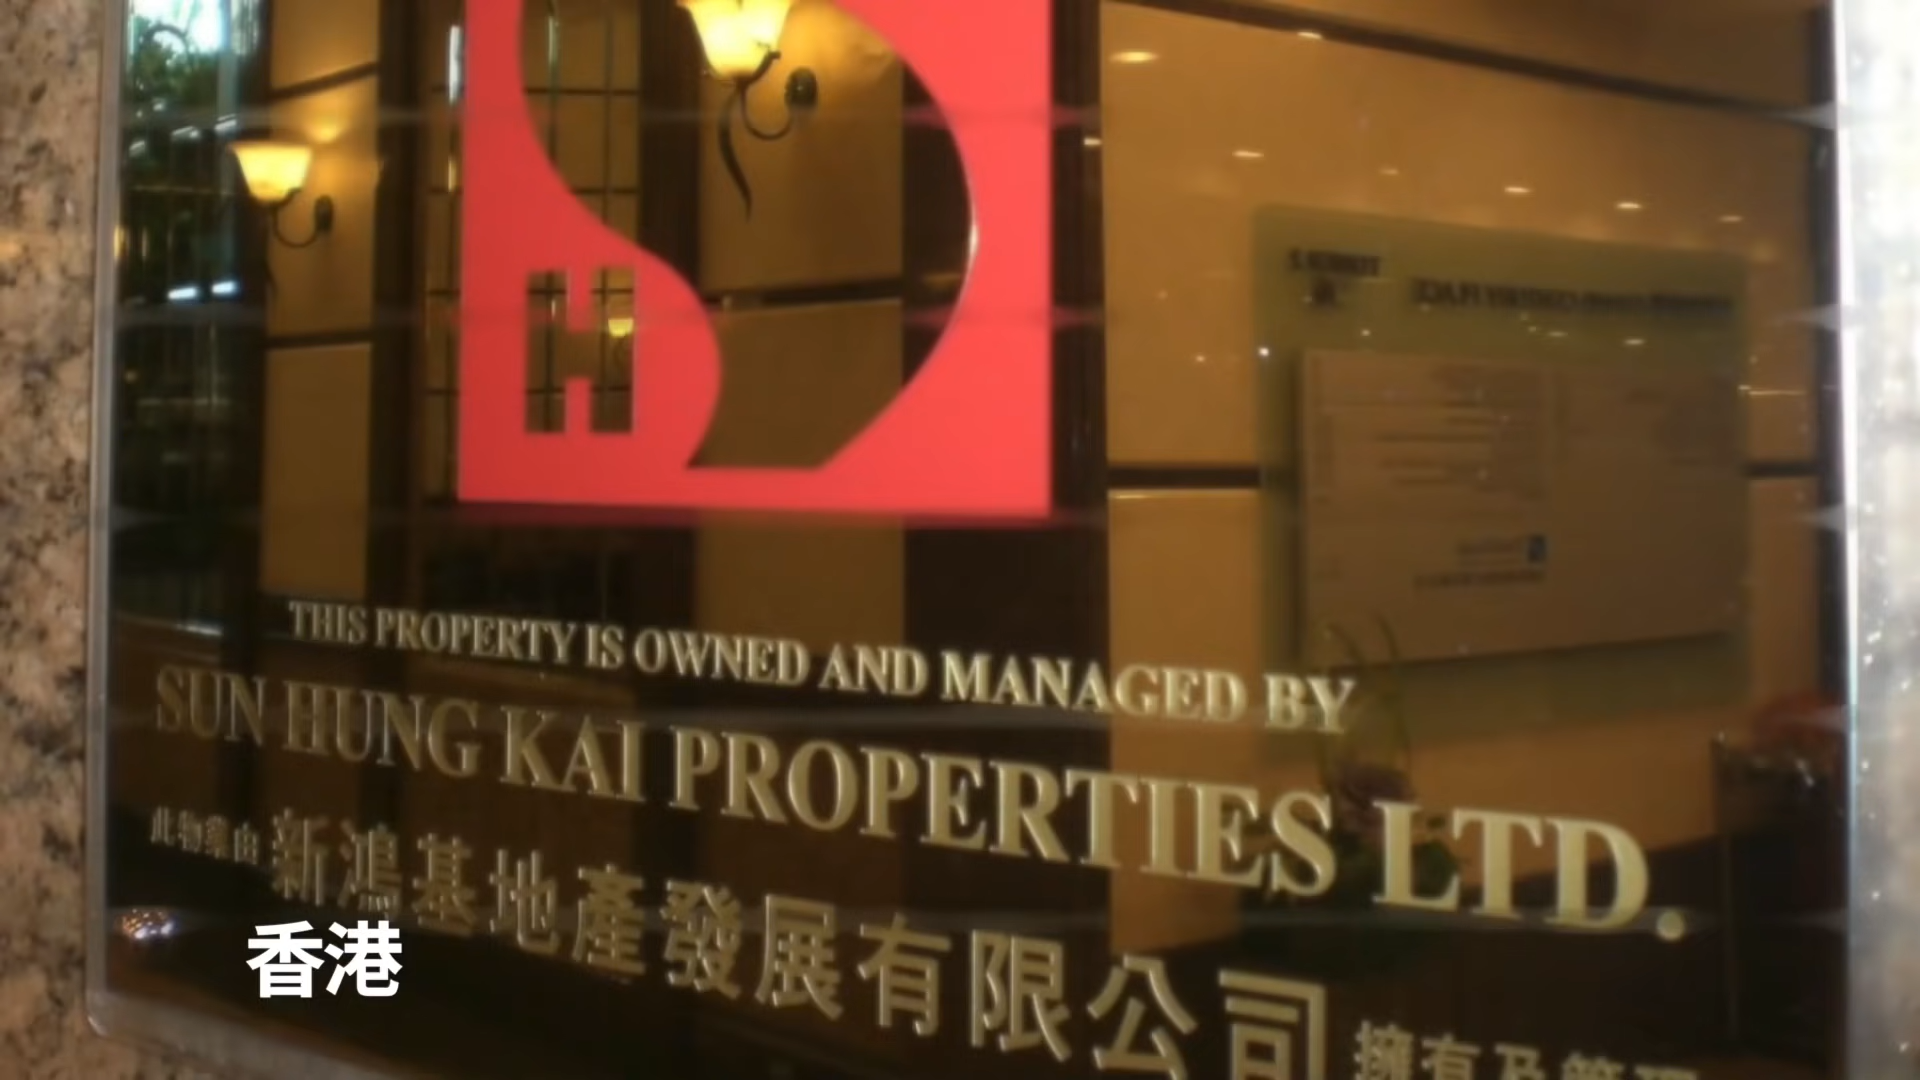 H
THIS PROPERTY IS OWNED AND MANAGED BY
SUN HUNG KAI PROPERTIES LTD.
此物業由 新鴻基地產發展有限公司 擁有及管理
香港